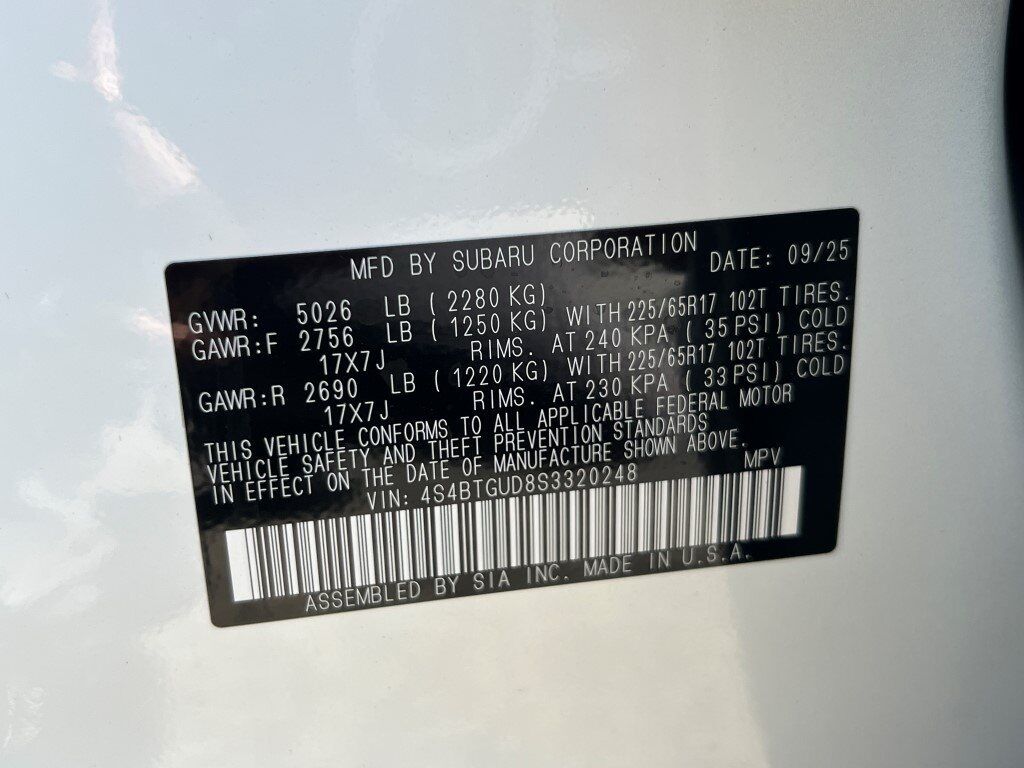 MFD BY SUBARU CORPORATION DATE: 09/25
GVWR: 5026 LB ( 2280 KG)
GAWR:F 2756 LB ( 1250 KG) WITH 225/65R17 102T TIRES.
17X7J RIMS. AT 240 KPA ( 35 PSI) COLD
GAWR:R 2690 LB ( 1220 KG) WITH 225/65R17 102T TIRES.
17X7J RIMS. AT 230 KPA ( 33 PSI) COLD
THIS VEHICLE CONFORMS TO ALL APPLICABLE FEDERAL MOTOR
VEHICLE SAFETY AND THEFT PREVENTION STANDARDS
IN EFFECT ON THE DATE OF MANUFACTURE SHOWN ABOVE.
VIN: 4S4BTGUD8S3320248 MPV
ASSEMBLED BY SIA INC. MADE IN U.S.A.